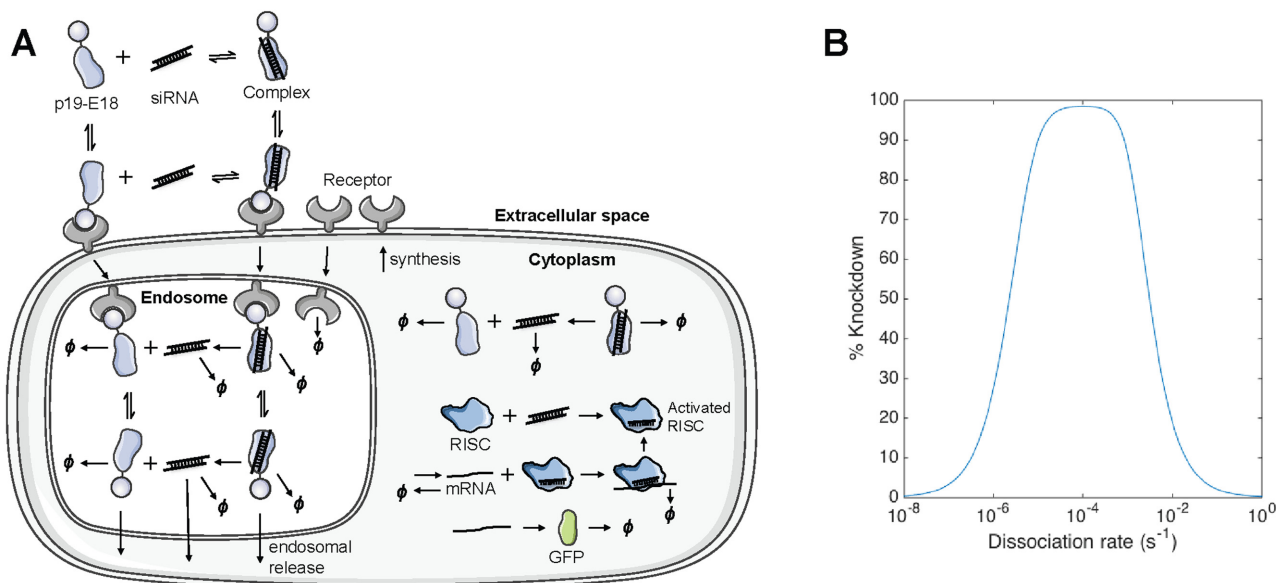 A
p19-E18
+
siRNA
Complex
+
Receptor
Extracellular space
synthesis
Cytoplasm
Endosome
ϕ
+
ϕ
ϕ
ϕ
ϕ
+
ϕ
ϕ
RISC
+
Activated
RISC
ϕ
+
ϕ
ϕ
mRNA
+
ϕ
GFP
ϕ
ϕ
endosomal
release
B
% Knockdown
100
90
80
70
60
50
40
30
20
10
0
10-8
10-6
10-4
10-2
100
Dissociation rate (s-1)